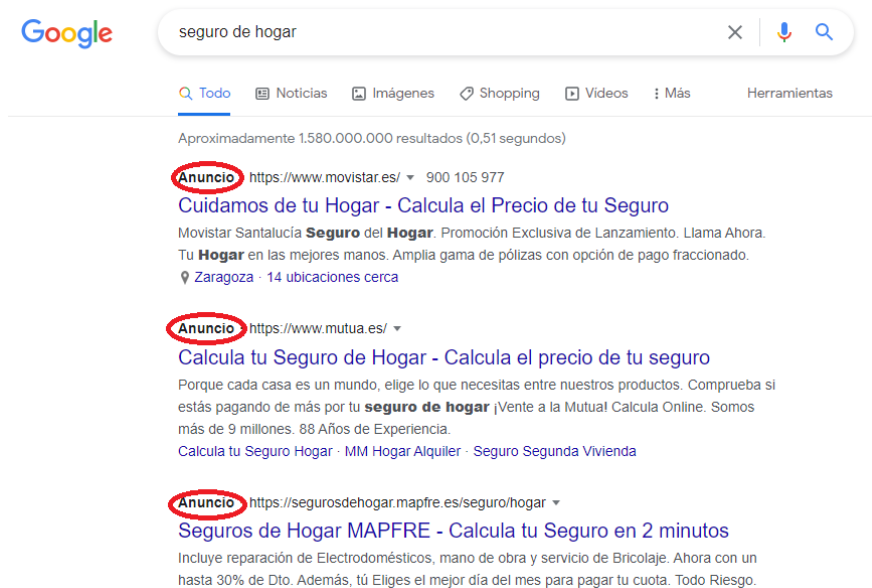 Google
seguro de hogar
Todo Noticias Imágenes Shopping Vídeos Más Herramientas
Aproximadamente 1.580.000.000 resultados (0,51 segundos)
Anuncio · https://www.movistar.es/ 900 105 977
Cuidamos de tu Hogar - Calcula el Precio de tu Seguro
Movistar Santalucía Seguro del Hogar. Promoción Exclusiva de Lanzamiento. Llama Ahora.
Tu Hogar en las mejores manos. Amplia gama de pólizas con opción de pago fraccionado.
Zaragoza · 14 ubicaciones cerca
Anuncio · https://www.mutua.es/
Calcula tu Seguro de Hogar - Calcula el precio de tu seguro
Porque cada casa es un mundo, elige lo que necesitas entre nuestros productos. Comprueba si
estás pagando de más por tu seguro de hogar ¡Vente a la Mutua! Calcula Online. Somos
más de 9 millones. 88 Años de Experiencia.
Calcula tu Seguro Hogar · MM Hogar Alquiler · Seguro Segunda Vivienda
Anuncio · https://segurosdehogar.mapfre.es/seguro/hogar
Seguros de Hogar MAPFRE - Calcula tu Seguro en 2 minutos
Incluye reparación de Electrodomésticos, mano de obra y servicio de Bricolaje. Ahora con un
hasta 30% de Dto. Además, tú Eliges el mejor día del mes para pagar tu cuota. Todo Riesgo.